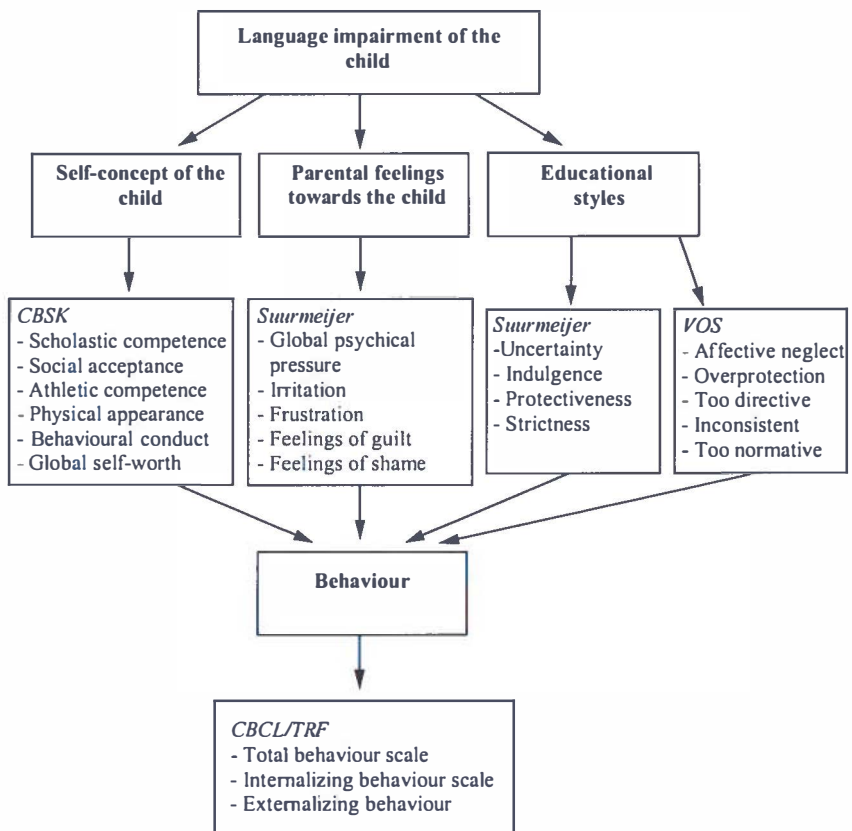 Language impairment of the
child
Self-concept of the
child
Parental feelings
towards the child
Educational
styles
CBSK
- Scholastic competence
- Social acceptance
- Athletic competence
- Physical appearance
- Behavioural conduct
- Global self-worth
Suurmeijer
- Global psychical
pressure
- Irritation
- Frustration
- Feelings of guilt
- Feelings of shame
Suurmeijer
-Uncertainty
- Indulgence
- Protectiveness
- Strictness
VOS
- Affective neglect
- Overprotection
- Too directive
- Inconsistent
- Too normative
Behaviour
CBCL/TRF
- Total behaviour scale
- Internalizing behaviour scale
- Externalizing behaviour